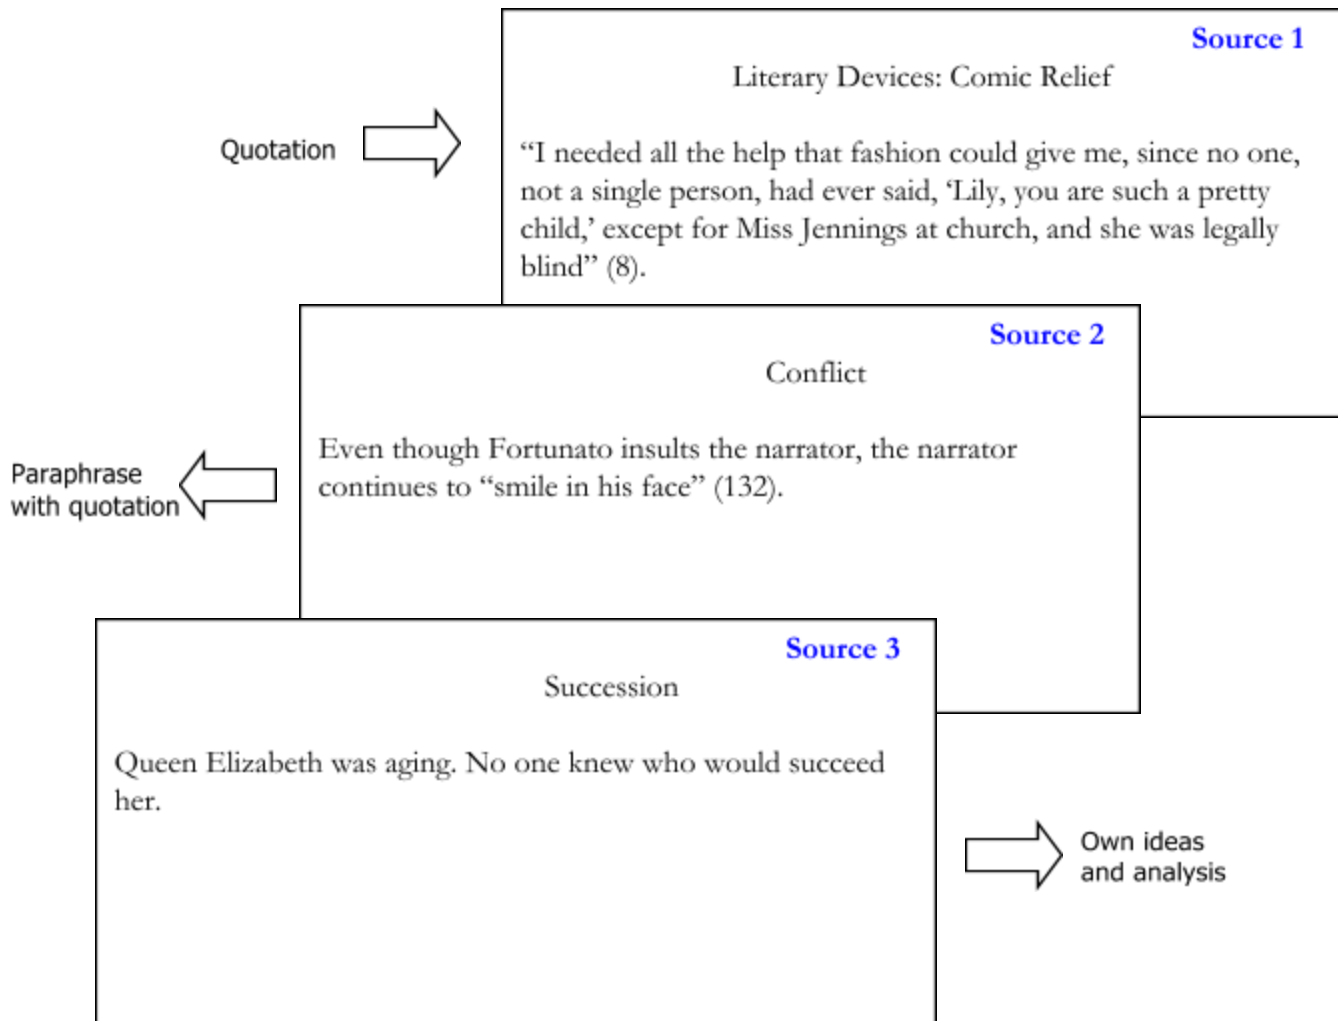 Source 1
Literary Devices: Comic Relief
Quotation
“I needed all the help that fashion could give me, since no one,
not a single person, had ever said, ‘Lily, you are such a pretty
child,’ except for Miss Jennings at church, and she was legally
blind” (8).
Source 2
Conflict
Even though Fortunato insults the narrator, the narrator
continues to “smile in his face” (132).
Paraphrase
with quotation
Source 3
Succession
Queen Elizabeth was aging. No one knew who would succeed
her.
Own ideas
and analysis